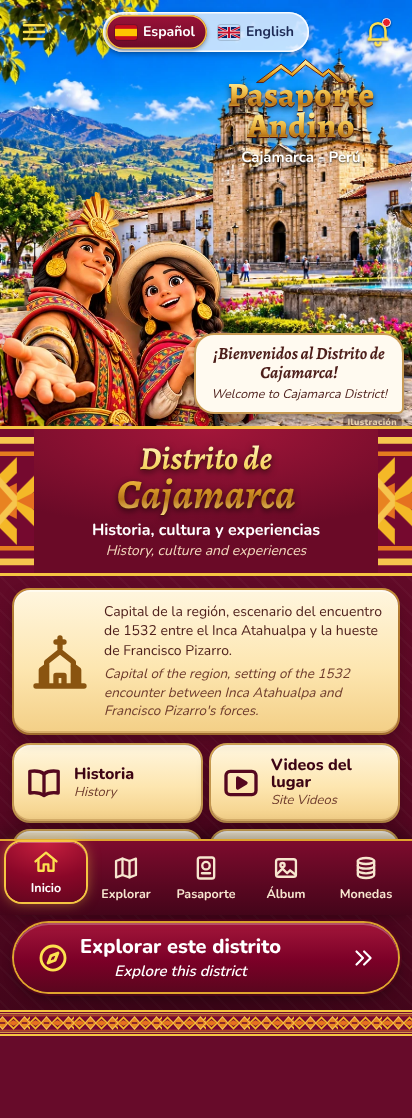 Español
English
Pasaporte
Andino
Cajamarca - Perú
¡Bienvenidos al Distrito de
Cajamarca!
Welcome to Cajamarca District!
Ilustración
Distrito de
Cajamarca
Historia, cultura y experiencias
History, culture and experiences
Capital de la región, escenario del encuentro
de 1532 entre el Inca Atahualpa y la hueste
de Francisco Pizarro.
Capital of the region, setting of the 1532
encounter between Inca Atahualpa and
Francisco Pizarro's forces.
Historia
History
Videos del
lugar
Site Videos
Inicio
Explorar
Pasaporte
Álbum
Monedas
Explorar este distrito
Explore this district